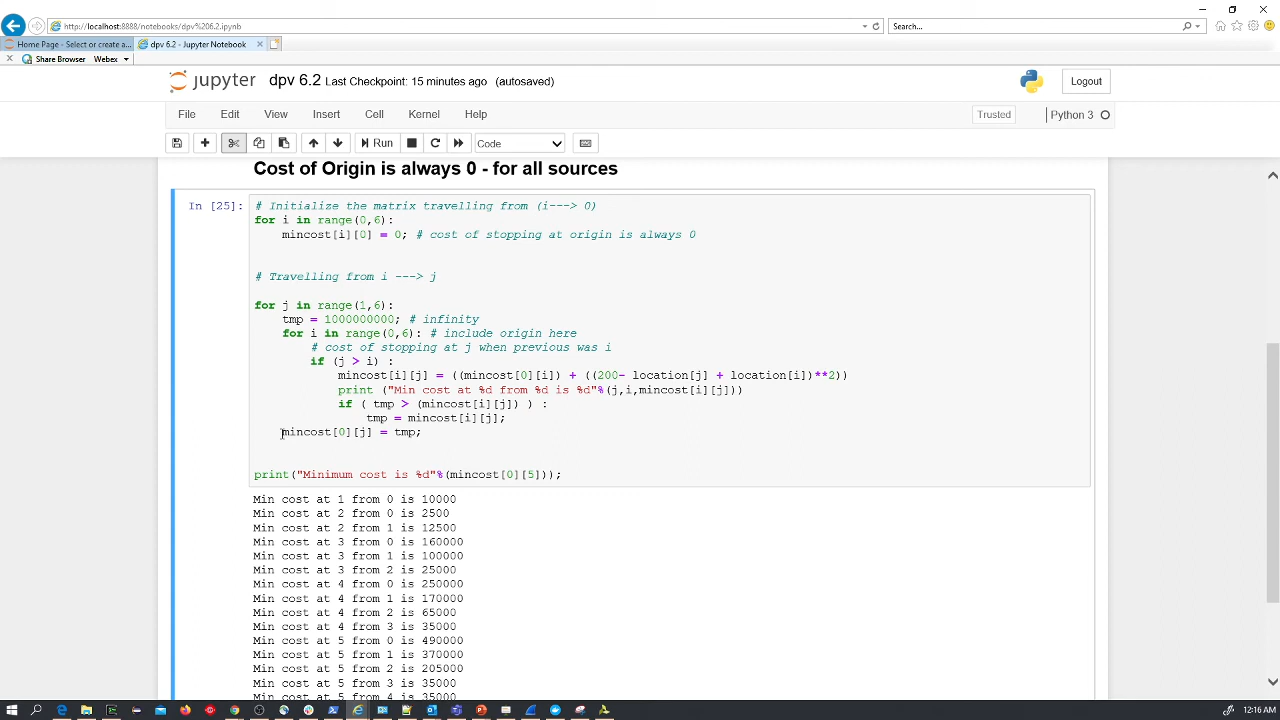 http://localhost:8888/notebooks/dpv%206.2.ipynb
Search...
Home Page - Select or create a...
dpv 6.2 - Jupyter Notebook
Share Browser
Webex
jupyter
dpv 6.2
Last Checkpoint: 15 minutes ago
(autosaved)
Logout
File
Edit
View
Insert
Cell
Kernel
Help
Trusted
Python 3
Run
Code
Cost of Origin is always 0 - for all sources
In [25]:
# Initialize the matrix travelling from (i---> 0)
for i in range(0,6):
    mincost[i][0] = 0; # cost of stopping at origin is always 0
# Travelling from i ---> j
for j in range(1,6):
    tmp = 1000000000; # infinity
    for i in range(0,6): # include origin here
        # cost of stopping at j when previous was i
        if (j > i) :
            mincost[i][j] = ((mincost[0][i]) + ((200- location[j] + location[i])**2))
            print ("Min cost at %d from %d is %d"%(j,i,mincost[i][j]))
            if ( tmp > (mincost[i][j]) ) :
                tmp = mincost[i][j];
    mincost[0][j] = tmp;
print("Minimum cost is %d"%(mincost[0][5]));
Min cost at 1 from 0 is 10000
Min cost at 2 from 0 is 2500
Min cost at 2 from 1 is 12500
Min cost at 3 from 0 is 160000
Min cost at 3 from 1 is 100000
Min cost at 3 from 2 is 25000
Min cost at 4 from 0 is 250000
Min cost at 4 from 1 is 170000
Min cost at 4 from 2 is 65000
Min cost at 4 from 3 is 35000
Min cost at 5 from 0 is 490000
Min cost at 5 from 1 is 370000
Min cost at 5 from 2 is 205000
Min cost at 5 from 3 is 35000
Min cost at 5 from 4 is 35000
12:16 AM